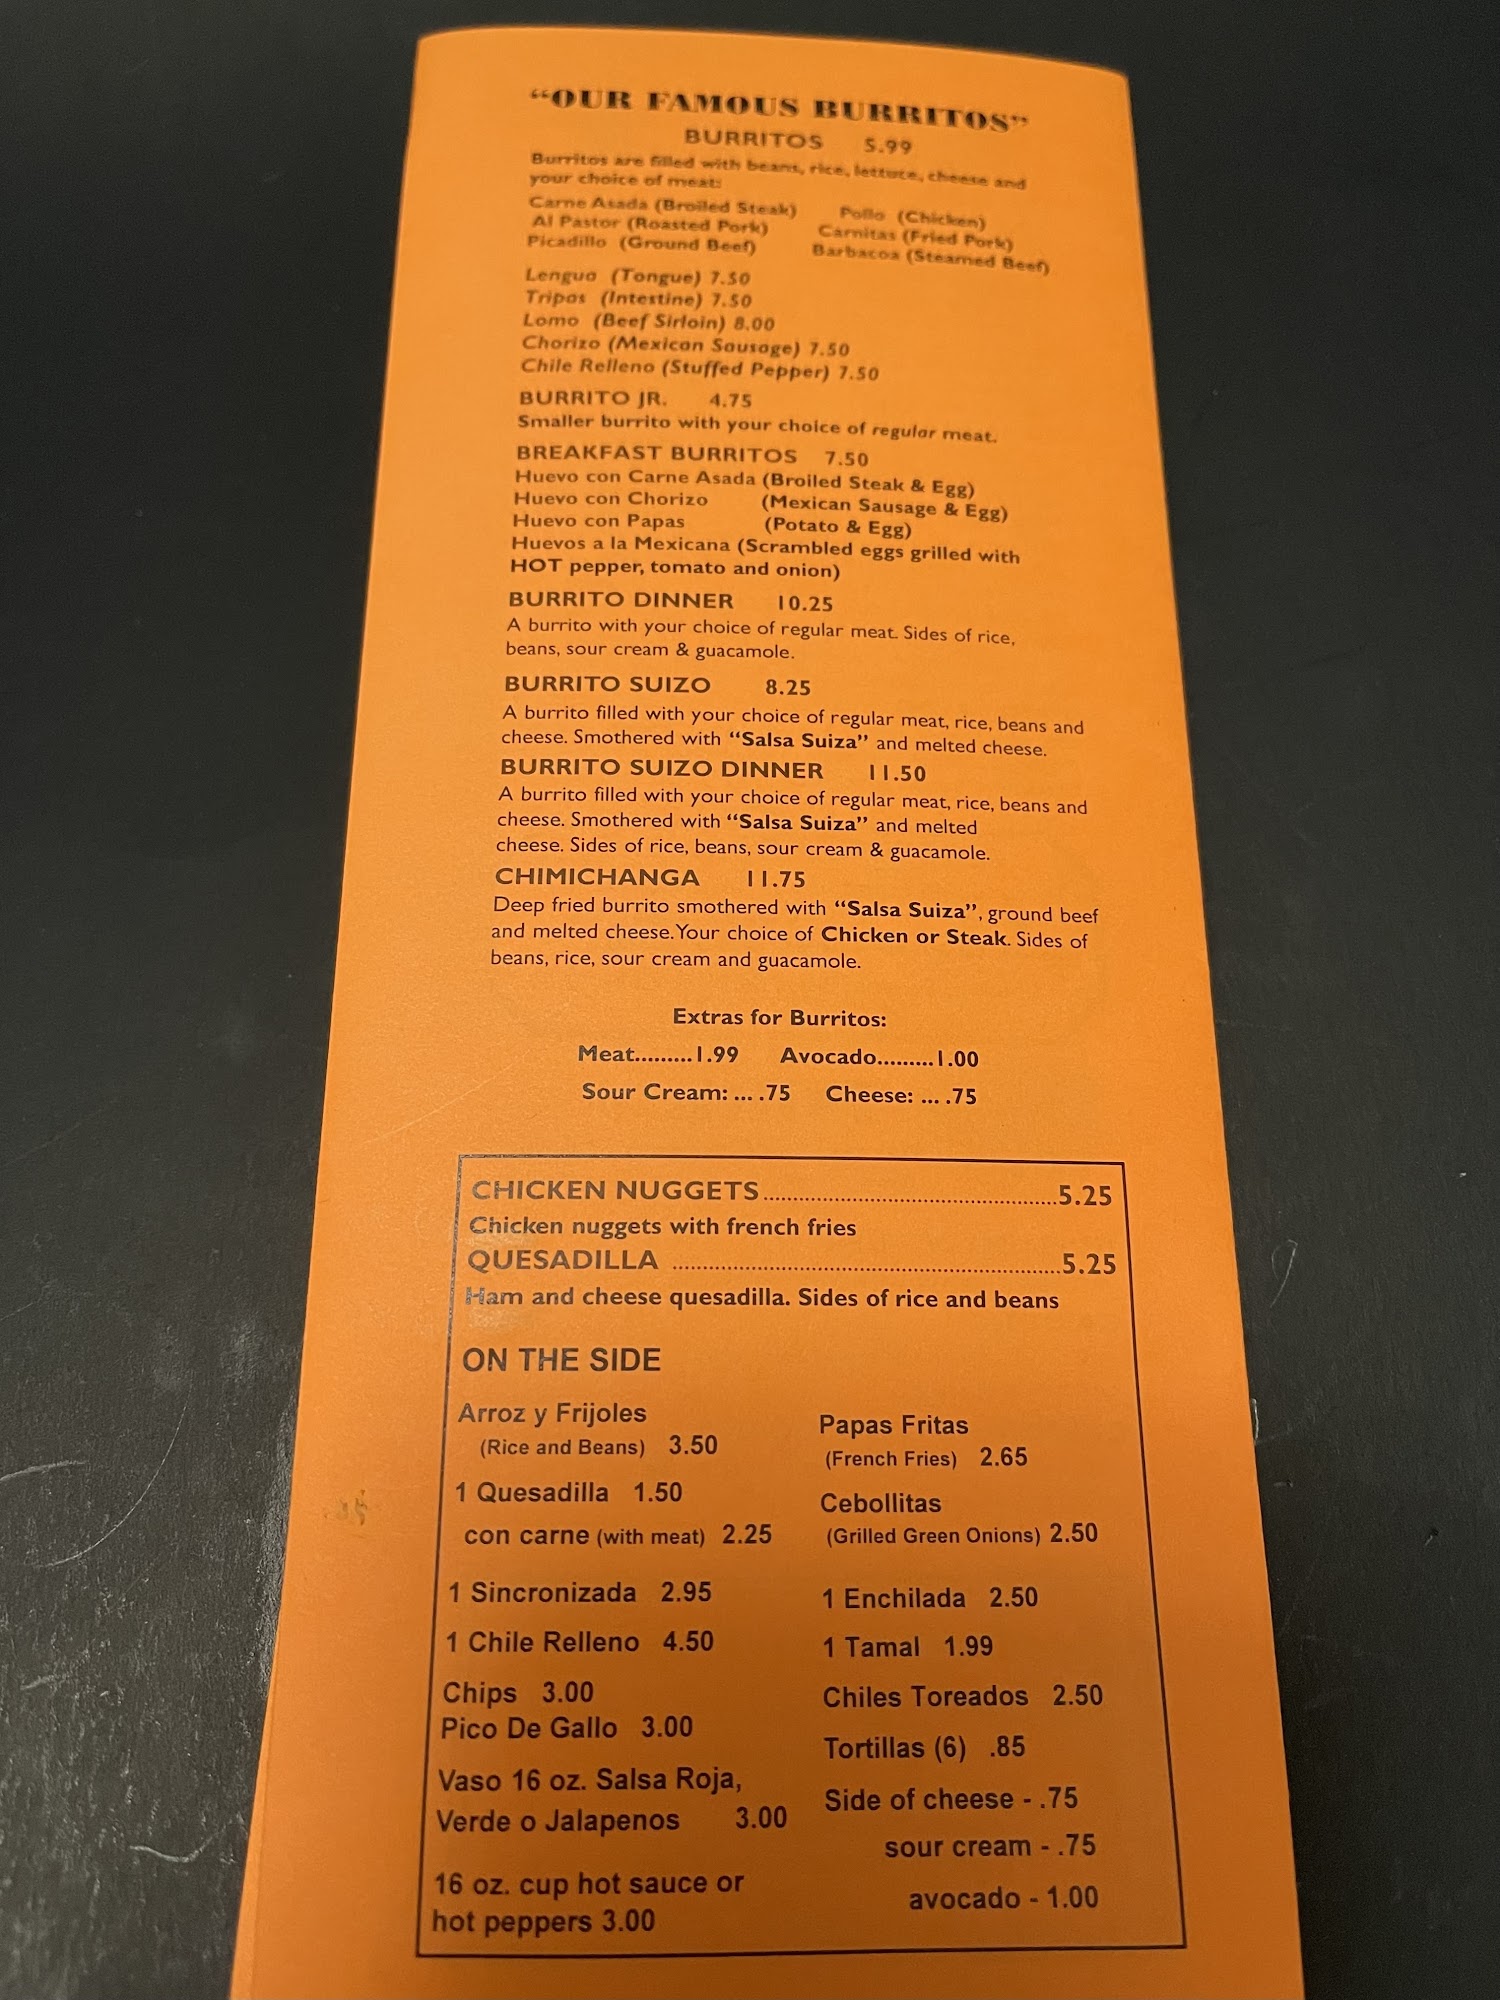 “OUR FAMOUS BURRITOS”
BURRITOS 5.99
Burritos are filled with beans, rice, lettuce, cheese and
your choice of meat:
Carne Asada (Broiled Steak) Pollo (Chicken)
Al Pastor (Roasted Pork) Carnitas (Fried Pork)
Picadillo (Ground Beef) Barbacoa (Steamed Beef)
Lengua (Tongue) 7.50
Tripas (Intestine) 7.50
Lomo (Beef Sirloin) 8.00
Chorizo (Mexican Sausage) 7.50
Chile Relleno (Stuffed Pepper) 7.50
BURRITO JR. 4.75
Smaller burrito with your choice of regular meat.
BREAKFAST BURRITOS 7.50
Huevo con Carne Asada (Broiled Steak & Egg)
Huevo con Chorizo (Mexican Sausage & Egg)
Huevo con Papas (Potato & Egg)
Huevos a la Mexicana (Scrambled eggs grilled with
HOT pepper, tomato and onion)
BURRITO DINNER 10.25
A burrito with your choice of regular meat. Sides of rice,
beans, sour cream & guacamole.
BURRITO SUIZO 8.25
A burrito filled with your choice of regular meat, rice, beans and
cheese. Smothered with “Salsa Suiza” and melted cheese.
BURRITO SUIZO DINNER 11.50
A burrito filled with your choice of regular meat, rice, beans and
cheese. Smothered with “Salsa Suiza” and melted
cheese. Sides of rice, beans, sour cream & guacamole.
CHIMICHANGA 11.75
Deep fried burrito smothered with “Salsa Suiza”, ground beef
and melted cheese. Your choice of Chicken or Steak. Sides of
beans, rice, sour cream and guacamole.
Extras for Burritos:
Meat.........1.99 Avocado.........1.00
Sour Cream: ... .75 Cheese: ... .75
CHICKEN NUGGETS..........................................5.25
Chicken nuggets with french fries
QUESADILLA ........................................................5.25
Ham and cheese quesadilla. Sides of rice and beans
ON THE SIDE
Arroz y Frijoles
(Rice and Beans) 3.50
1 Quesadilla 1.50
con carne (with meat) 2.25
1 Sincronizada 2.95
1 Chile Relleno 4.50
Chips 3.00
Pico De Gallo 3.00
Vaso 16 oz. Salsa Roja,
Verde o Jalapenos 3.00
16 oz. cup hot sauce or
hot peppers 3.00
Papas Fritas
(French Fries) 2.65
Cebollitas
(Grilled Green Onions) 2.50
1 Enchilada 2.50
1 Tamal 1.99
Chiles Toreados 2.50
Tortillas (6) .85
Side of cheese - .75
sour cream - .75
avocado - 1.00